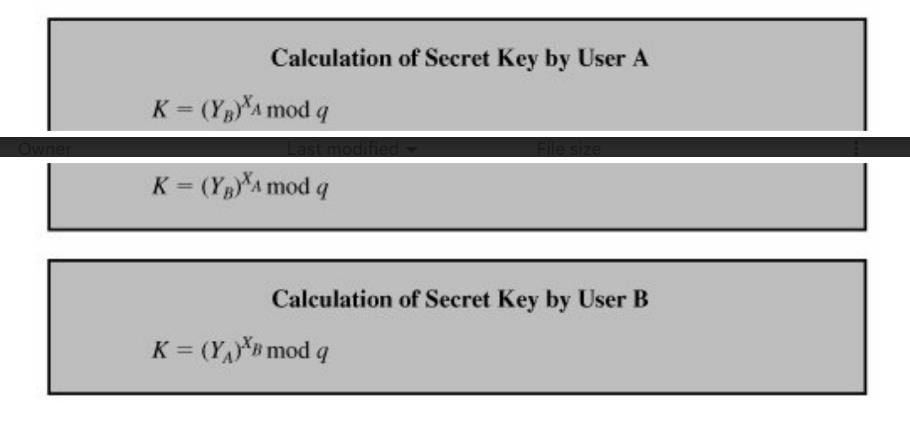 Calculation of Secret Key by User A
K = (Y_B)^{X_A} mod q
Owner Last modified File size
K = (Y_B)^{X_A} mod q
Calculation of Secret Key by User B
K = (Y_A)^{X_B} mod q